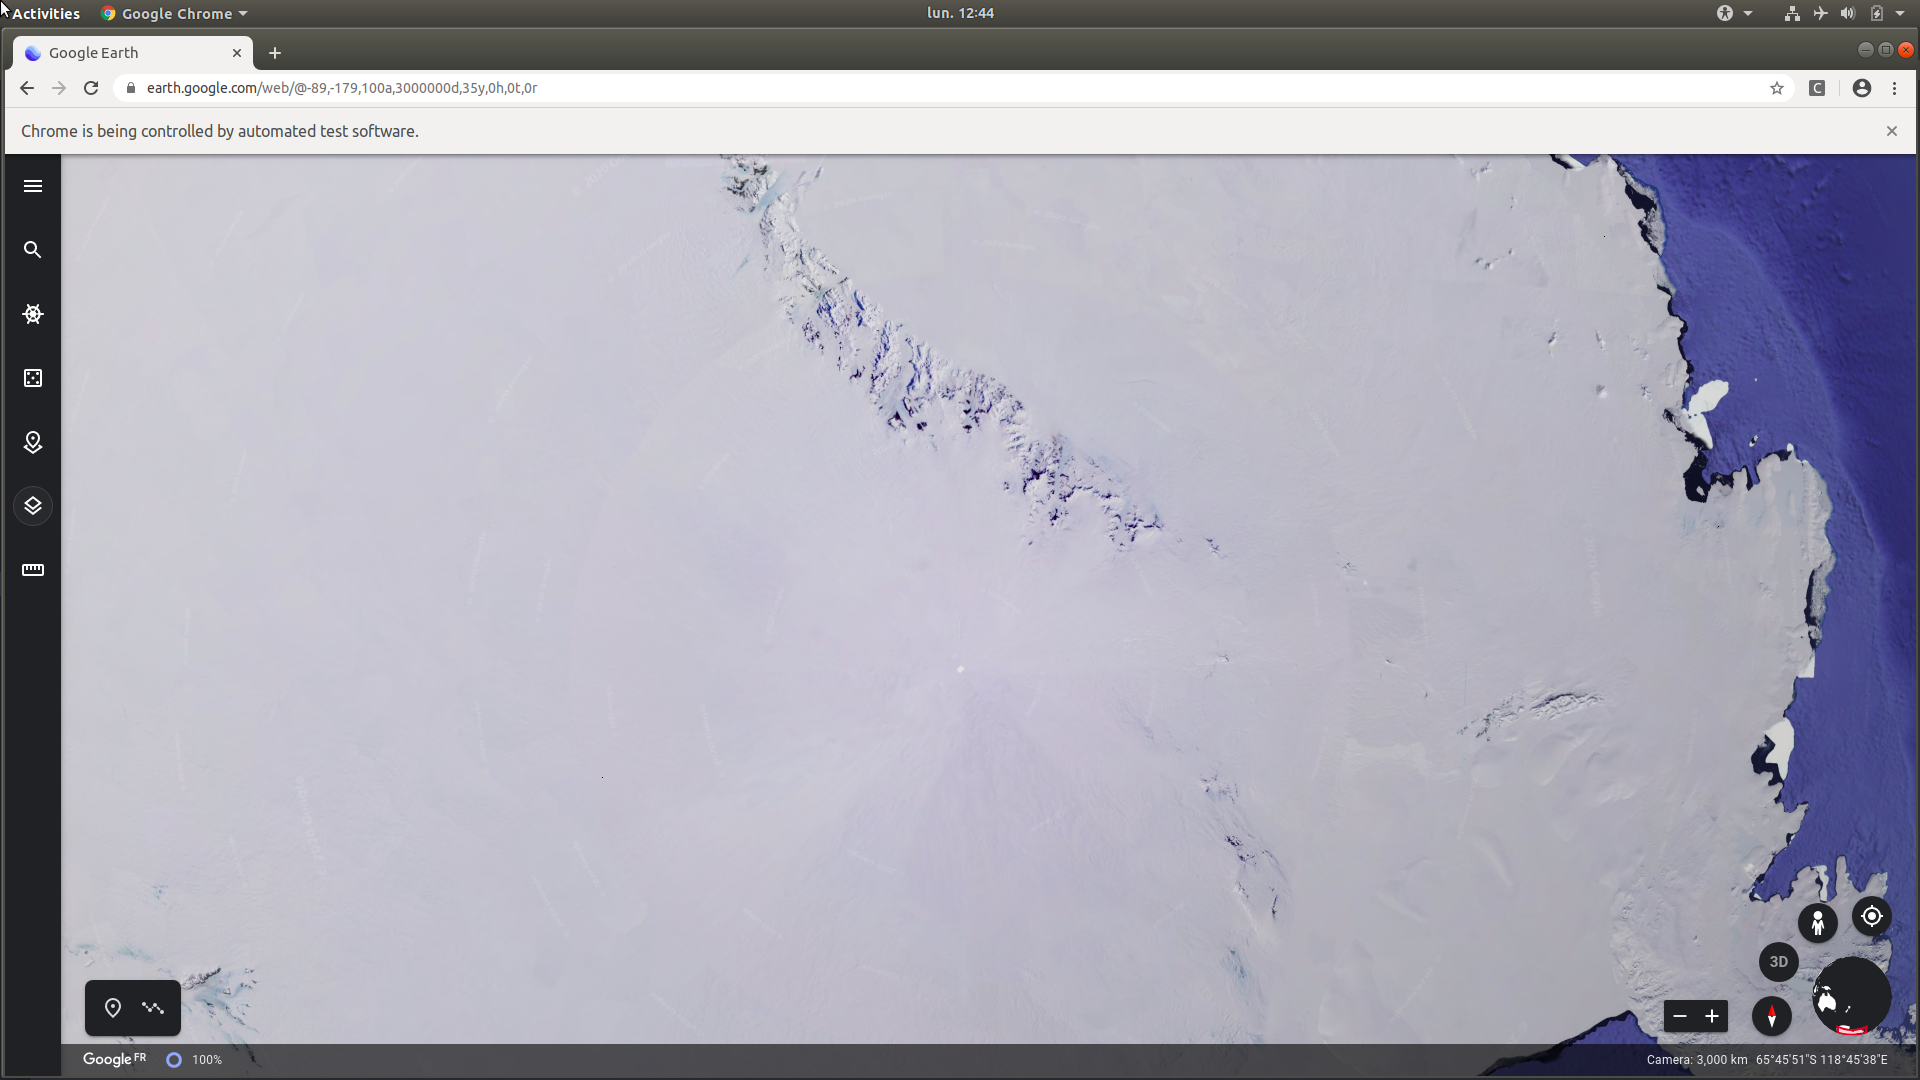 Activities
Google Chrome
lun. 12:44
Google Earth
earth.google.com/web/@-89,-179,100a,3000000d,35y,0h,0t,0r
C
Chrome is being controlled by automated test software.
3D
Google FR
100%
Camera: 3,000 km 65°45'51"S 118°45'38"E